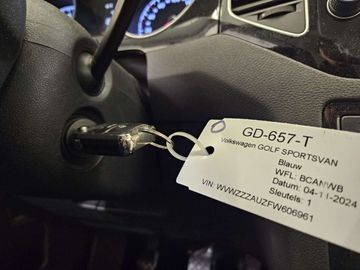 GD-657-T
Volkswagen GOLF SPORTSVAN
Blauw
WFL: BCANWB
Datum: 04-11-2024
Sleutels: 1
VIN: WVWZZZAUZFW606961